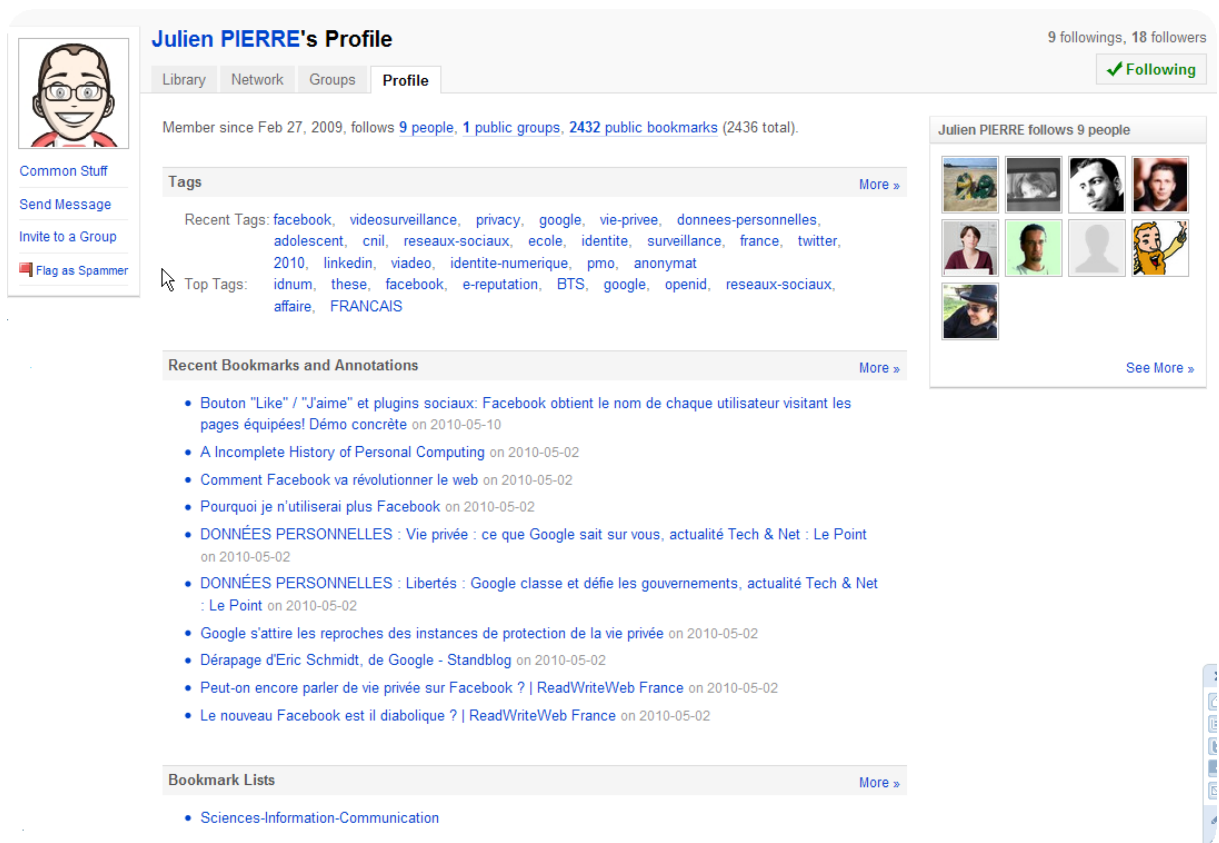 Julien PIERRE's Profile
9 followings, 18 followers
Following
Library Network Groups Profile
Member since Feb 27, 2009, follows 9 people, 1 public groups, 2432 public bookmarks (2436 total).
Common Stuff
Send Message
Invite to a Group
Flag as Spammer
Tags
More »
Recent Tags: facebook, videosurveillance, privacy, google, vie-privee, donnees-personnelles,
adolescent, cnil, reseaux-sociaux, ecole, identite, surveillance, france, twitter,
2010, linkedin, viadeo, identite-numerique, pmo, anonymat
Top Tags: idnum, these, facebook, e-reputation, BTS, google, openid, reseaux-sociaux,
affaire, FRANCAIS
Recent Bookmarks and Annotations
More »
• Bouton "Like" / "J'aime" et plugins sociaux: Facebook obtient le nom de chaque utilisateur visitant les
pages équipées! Démo concrète on 2010-05-10
• A Incomplete History of Personal Computing on 2010-05-02
• Comment Facebook va révolutionner le web on 2010-05-02
• Pourquoi je n'utiliserai plus Facebook on 2010-05-02
• DONNÉES PERSONNELLES : Vie privée : ce que Google sait sur vous, actualité Tech & Net : Le Point
on 2010-05-02
• DONNÉES PERSONNELLES : Libertés : Google classe et défie les gouvernements, actualité Tech & Net
: Le Point on 2010-05-02
• Google s'attire les reproches des instances de protection de la vie privée on 2010-05-02
• Dérapage d'Eric Schmidt, de Google - Standblog on 2010-05-02
• Peut-on encore parler de vie privée sur Facebook ? | ReadWriteWeb France on 2010-05-02
• Le nouveau Facebook est il diabolique ? | ReadWriteWeb France on 2010-05-02
Bookmark Lists
More »
• Sciences-Information-Communication
Julien PIERRE follows 9 people
See More »